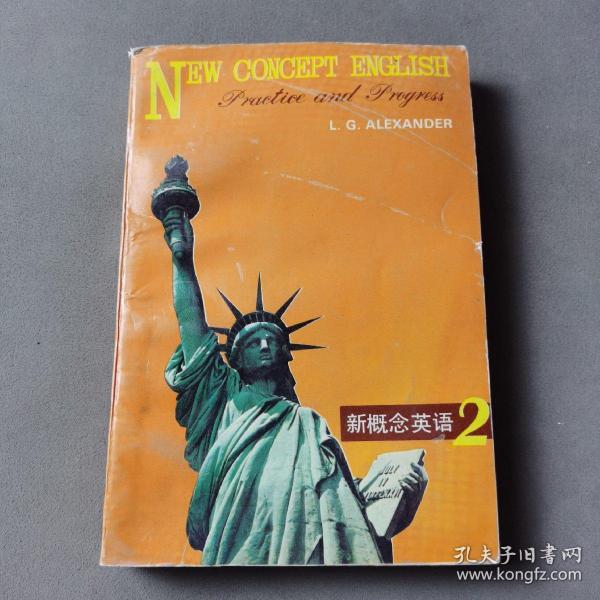 NEW CONCEPT ENGLISH
Practice and Progress
L. G. ALEXANDER
新概念英语2
孔夫子旧书网
www.kongfz.com